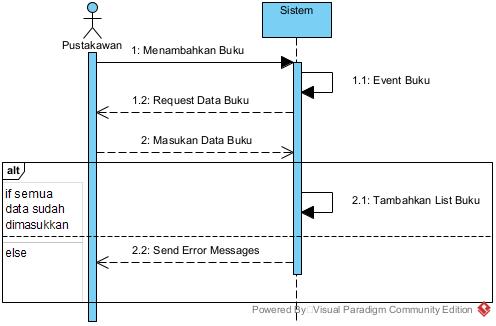 Sistem
Pustakawan
1: Menambahkan Buku
1.1: Event Buku
1.2: Request Data Buku
2: Masukan Data Buku
alt
if semua
data sudah
dimasukkan
2.1: Tambahkan List Buku
else
2.2: Send Error Messages
Powered By Visual Paradigm Community Edition